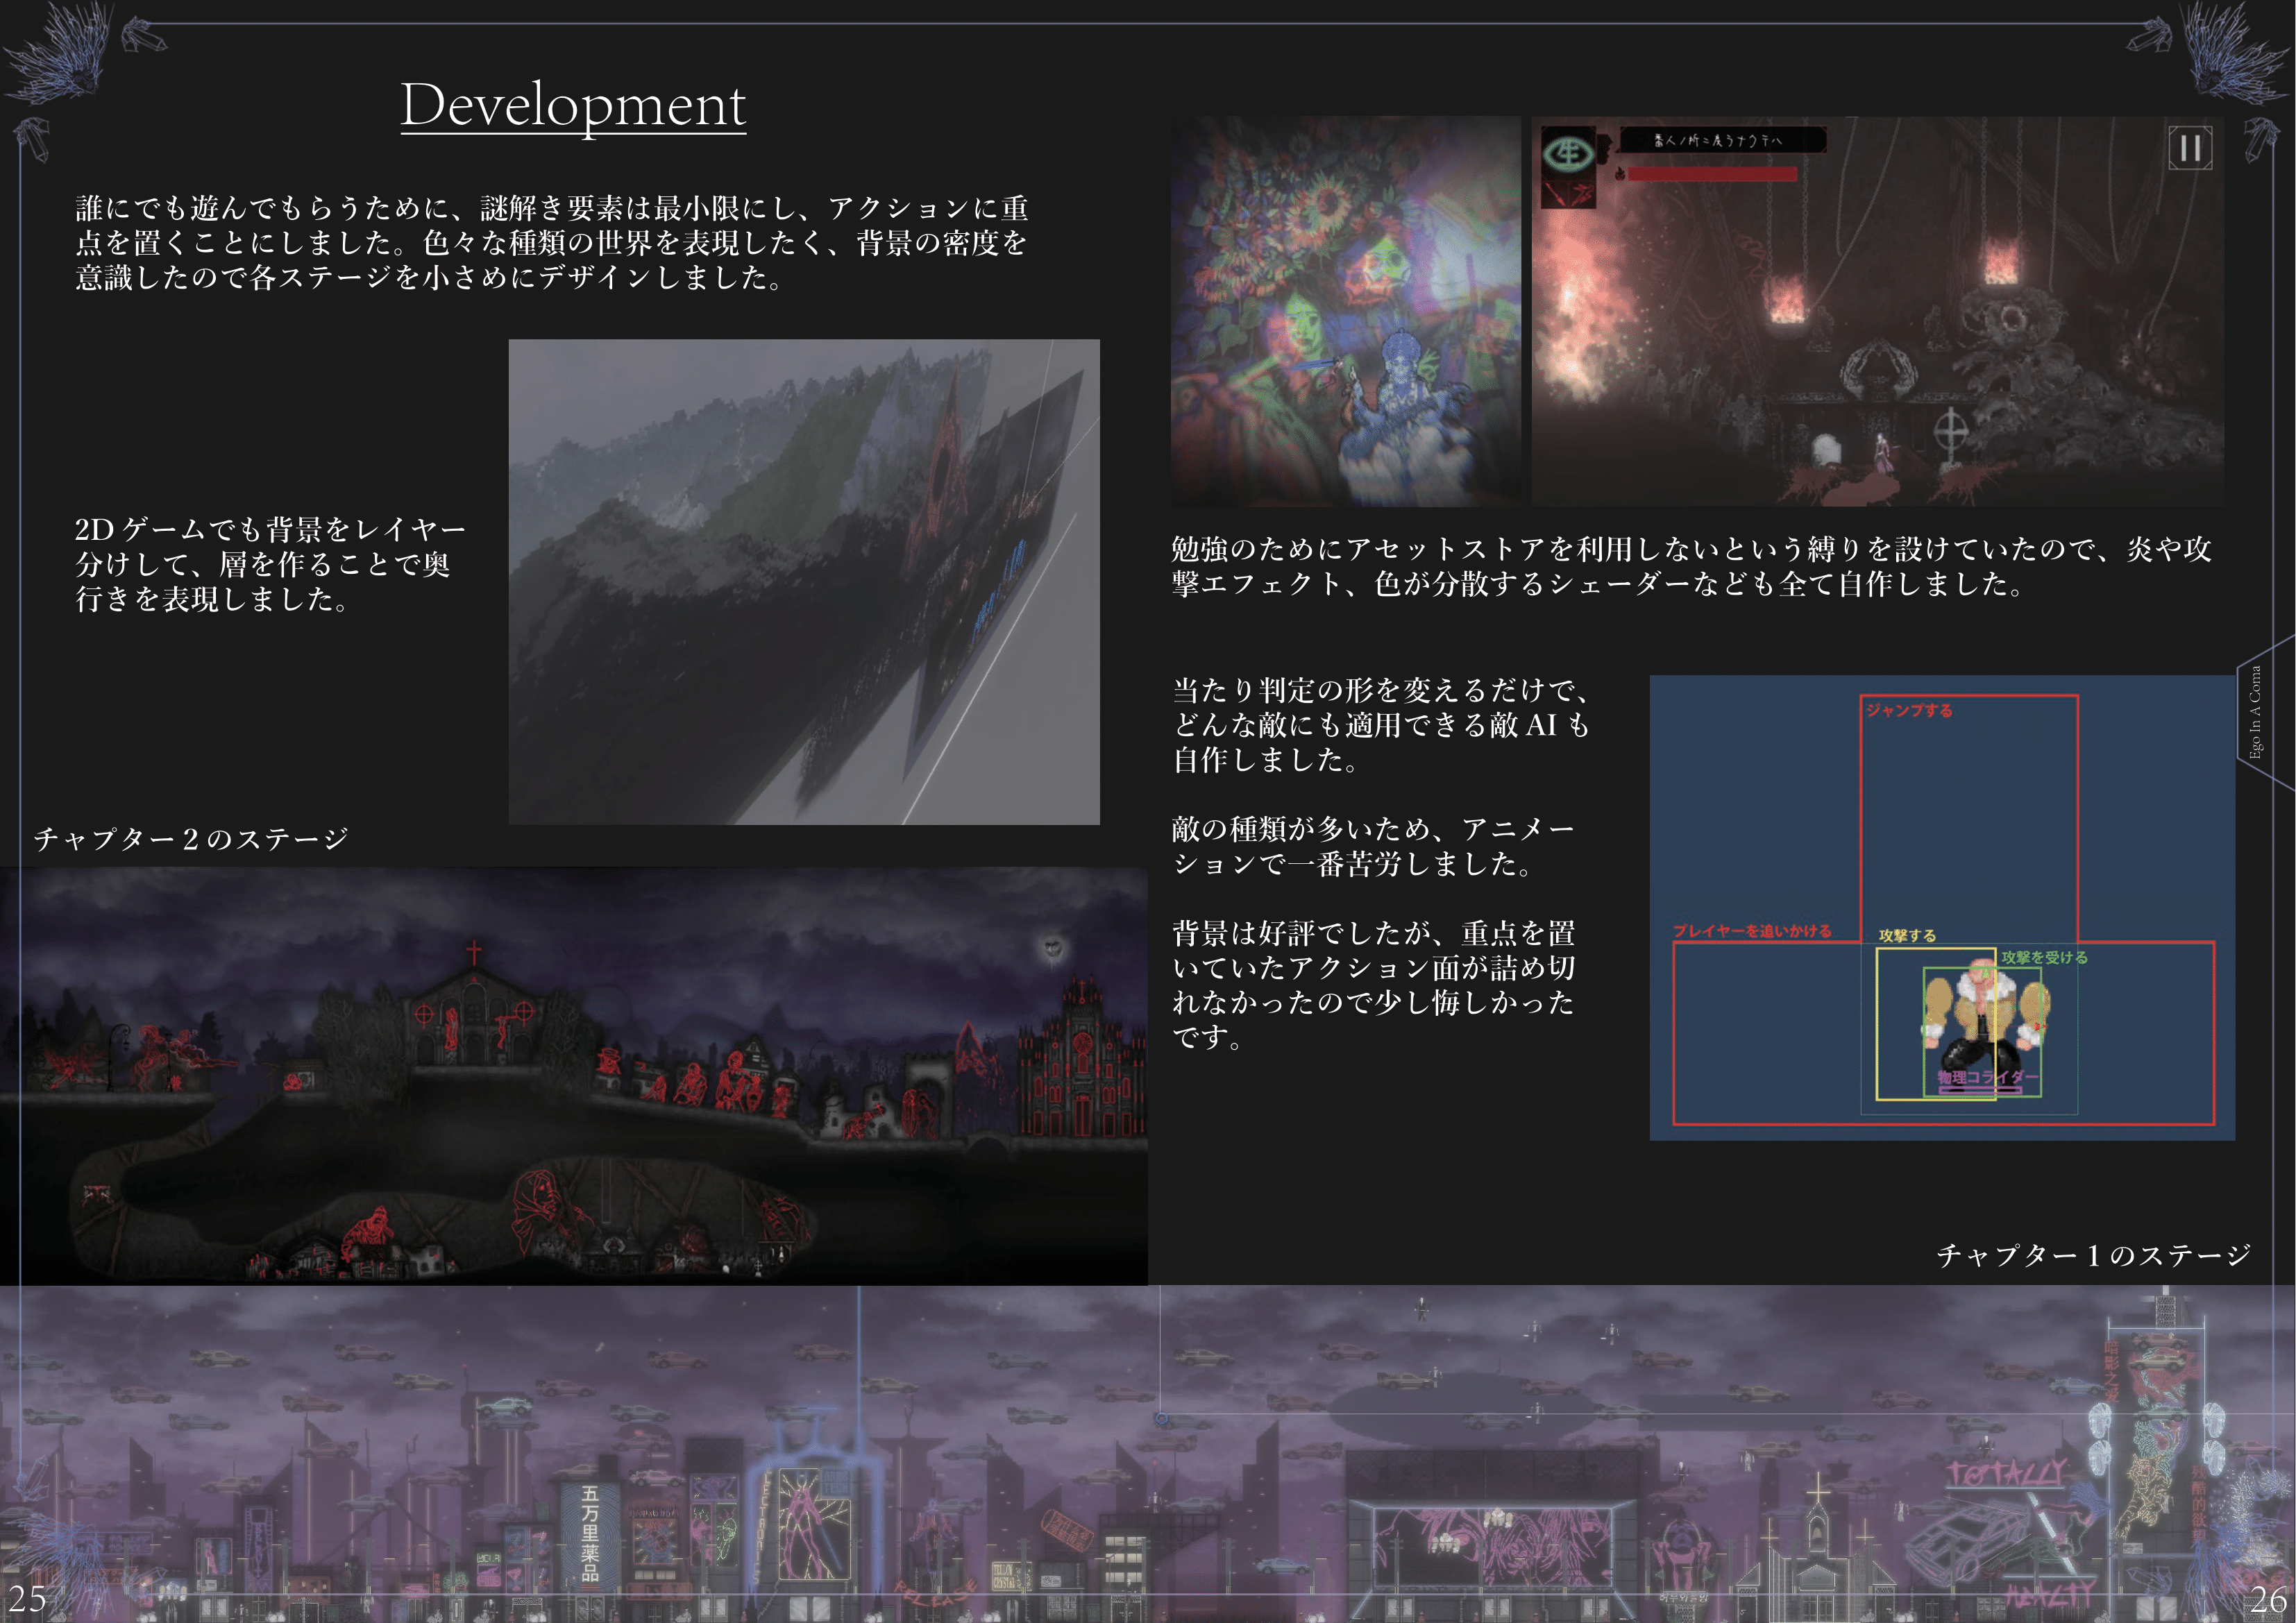 Development
誰にでも遊んでもらうために、謎解き要素は最小限にし、アクションに重
点を置くことにしました。色々な種類の世界を表現したく、背景の密度を
意識したので各ステージを小さめにデザインしました。
2Dゲームでも背景をレイヤー
分けして、層を作ることで奥
行きを表現しました。
チャプター２のステージ
五万里薬品
RELEASE
25
生
勉強のためにアセットストアを利用しないという縛りを設けていたので、炎や攻
撃エフェクト、色が分散するシェーダーなども全て自作しました。
当たり判定の形を変えるだけで、
どんな敵にも適用できる敵AIも
自作しました。
敵の種類が多いため、アニメー
ションで一番苦労しました。
背景は好評でしたが、重点を置
いていたアクション面が詰め切
れなかったので少し悔しかった
です。
ジャンプする
プレイヤーを追いかける
攻撃する
攻撃を受ける
物理コライダー
Ego In A Coma
チャプター１のステージ
TOTALLY
26